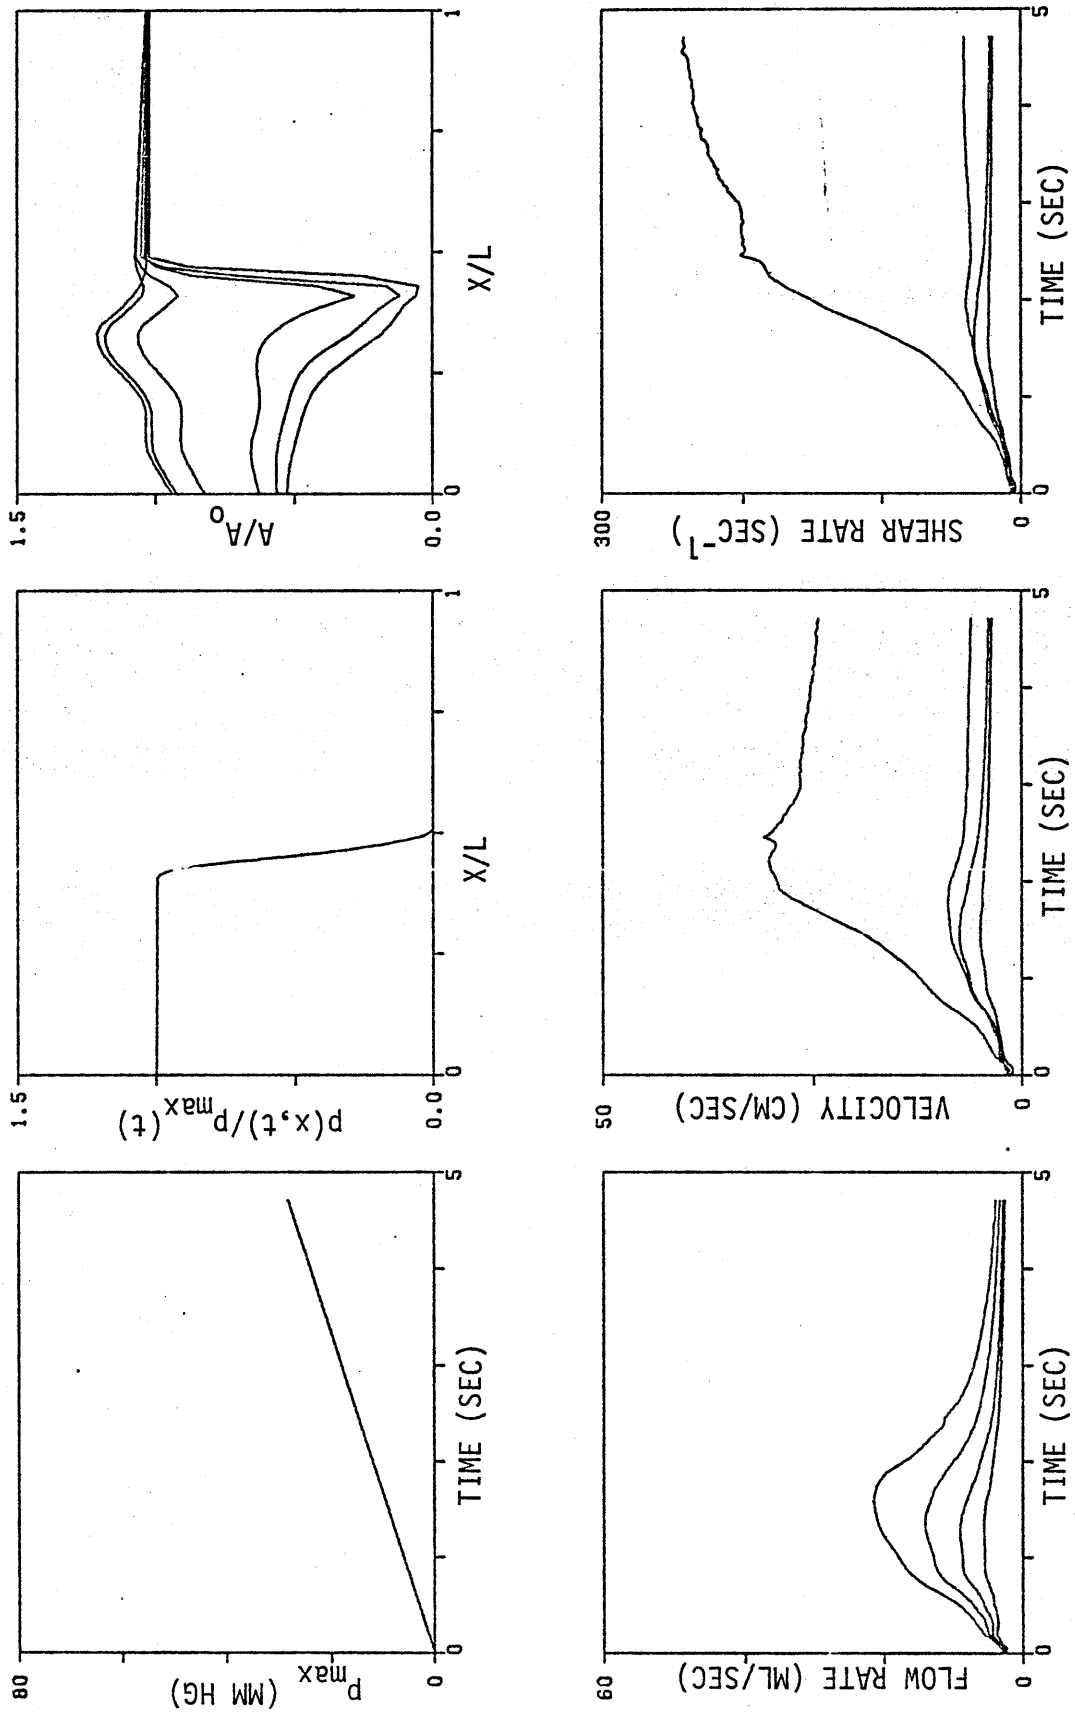 80
P max (MM HG)
0
0
5
TIME (SEC)
1.5
p(x,t)/p max (t)
0.0
0
1
X/L
1.5
A/A₀
0.0
0
1
X/L
60
FLOW RATE (ML/SEC)
0
0
5
TIME (SEC)
50
VELOCITY (CM/SEC)
0
0
5
TIME (SEC)
300
SHEAR RATE (SEC⁻¹)
0
0
5
TIME (SEC)